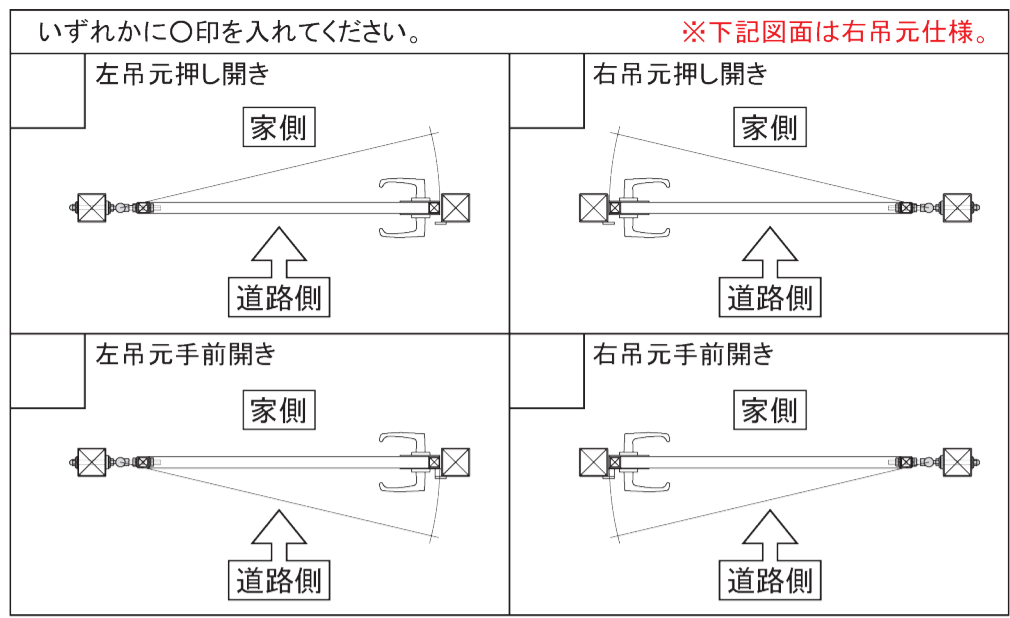 いずれかに〇印を入れてください。
※下記図面は右吊元仕様。
左吊元押し開き
家側
道路側
右吊元押し開き
家側
道路側
左吊元手前開き
家側
道路側
右吊元手前開き
家側
道路側